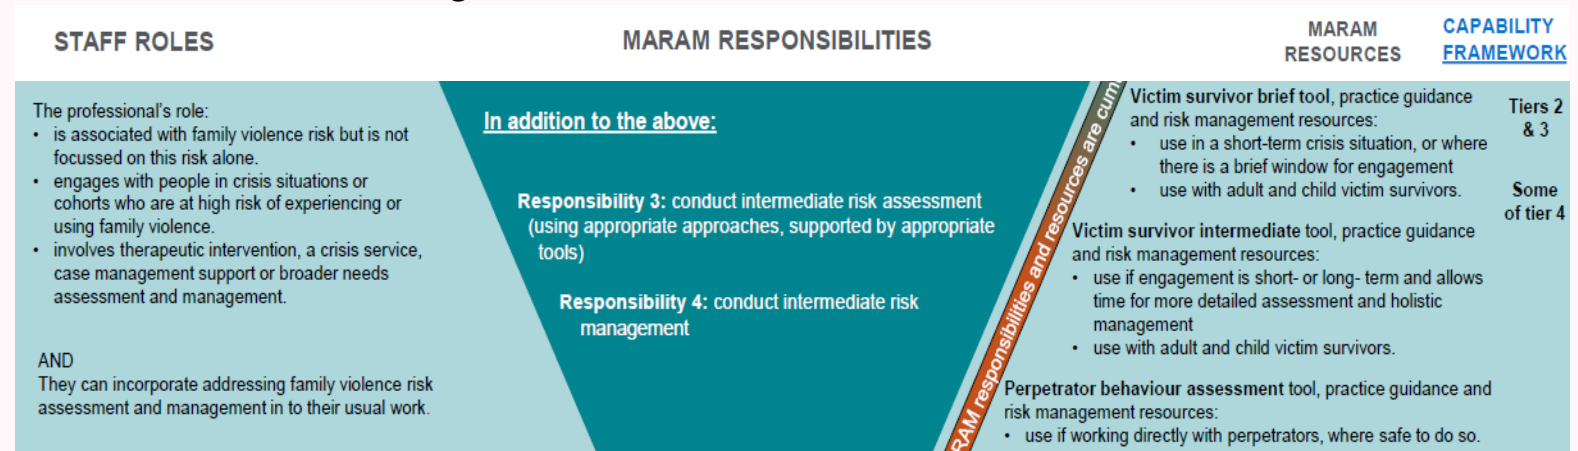 STAFF ROLES
MARAM RESPONSIBILITIES
MARAM
RESOURCES
CAPABILITY
FRAMEWORK
The professional's role:
• is associated with family violence risk but is not
focussed on this risk alone.
• engages with people in crisis situations or
cohorts who are at high risk of experiencing or
using family violence.
• involves therapeutic intervention, a crisis service,
case management support or broader needs
assessment and management.
AND
They can incorporate addressing family violence risk
assessment and management in to their usual work.
In addition to the above:
Responsibility 3: conduct intermediate risk assessment
(using appropriate approaches, supported by appropriate
tools)
Responsibility 4: conduct intermediate risk
management
RAM responsibilities and resources are cum
Victim survivor brief tool, practice guidance
and risk management resources:
• use in a short-term crisis situation, or where
there is a brief window for engagement
• use with adult and child victim survivors.
Victim survivor intermediate tool, practice guidance
and risk management resources:
• use if engagement is short- or long- term and allows
time for more detailed assessment and holistic
management
• use with adult and child victim survivors.
Perpetrator behaviour assessment tool, practice guidance and
risk management resources:
• use if working directly with perpetrators, where safe to do so.
Tiers 2
& 3
Some
of tier 4